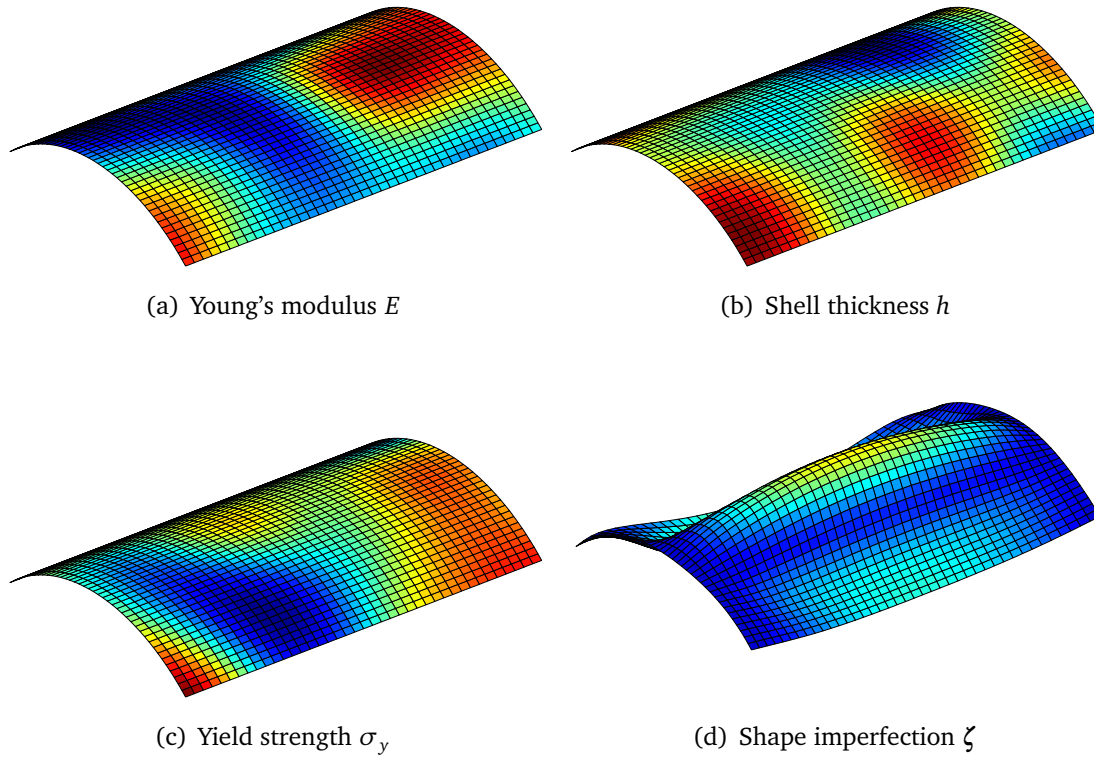 (a) Young's modulus E
(b) Shell thickness h
(c) Yield strength σ_y
(d) Shape imperfection ζ